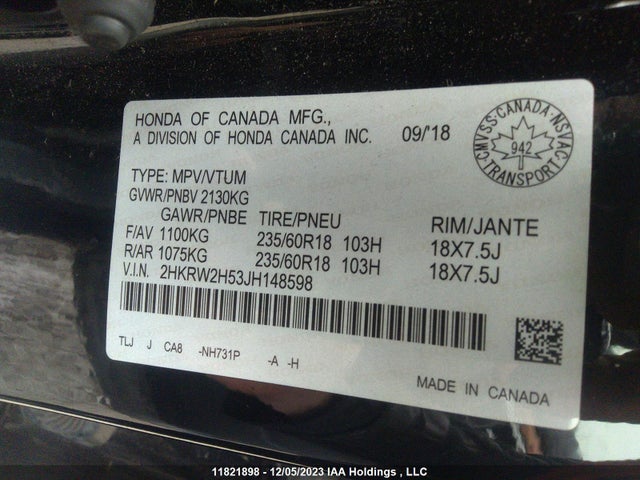 HONDA OF CANADA MFG.,
A DIVISION OF HONDA CANADA INC. 09/'18
CMVSS·CANADA·NSVAC
942
TRANSPORT
TYPE: MPV/VTUM
GVWR/PNBV 2130KG
GAWR/PNBE TIRE/PNEU RIM/JANTE
F/AV 1100KG 235/60R18 103H 18X7.5J
R/AR 1075KG 235/60R18 103H 18X7.5J
V.I.N. 2HKRW2H53JH148598
TLJ J CA8 -NH731P -A -H
MADE IN CANADA
11821898 - 12/05/2023 IAA Holdings , LLC